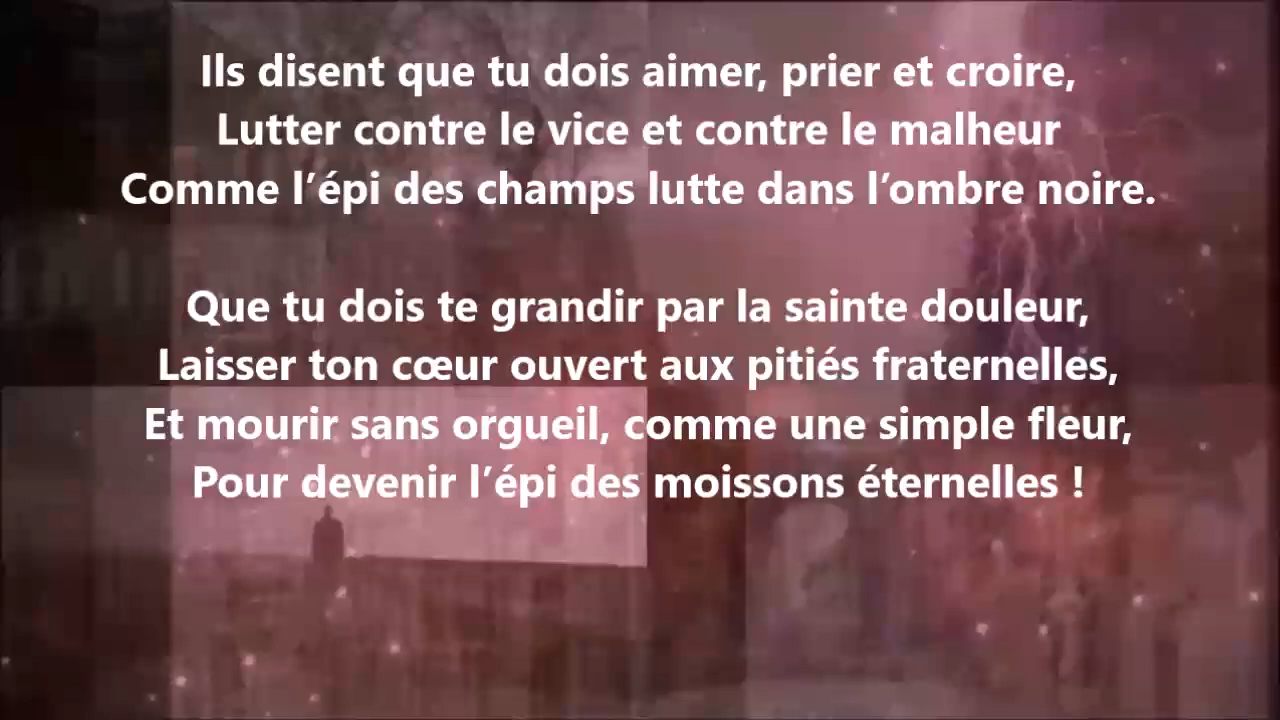 Ils disent que tu dois aimer, prier et croire,
Lutter contre le vice et contre le malheur
Comme l’épi des champs lutte dans l’ombre noire.
Que tu dois te grandir par la sainte douleur,
Laisser ton cœur ouvert aux pitiés fraternelles,
Et mourir sans orgueil, comme une simple fleur,
Pour devenir l’épi des moissons éternelles !